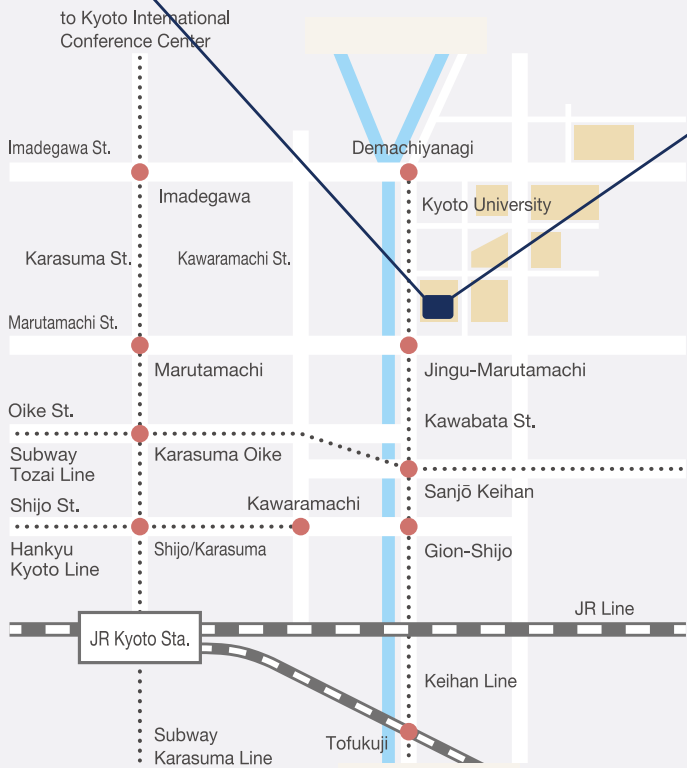 to Kyoto International
Conference Center
Imadegawa St.
Demachiyanagi
Imadegawa
Kyoto University
Karasuma St.
Kawaramachi St.
Marutamachi St.
Marutamachi
Jingu-Marutamachi
Oike St.
Kawabata St.
Subway
Tozai Line
Karasuma Oike
Sanjō Keihan
Shijo St.
Kawaramachi
Hankyu
Kyoto Line
Shijo/Karasuma
Gion-Shijo
JR Line
JR Kyoto Sta.
Keihan Line
Subway
Karasuma Line
Tofukuji